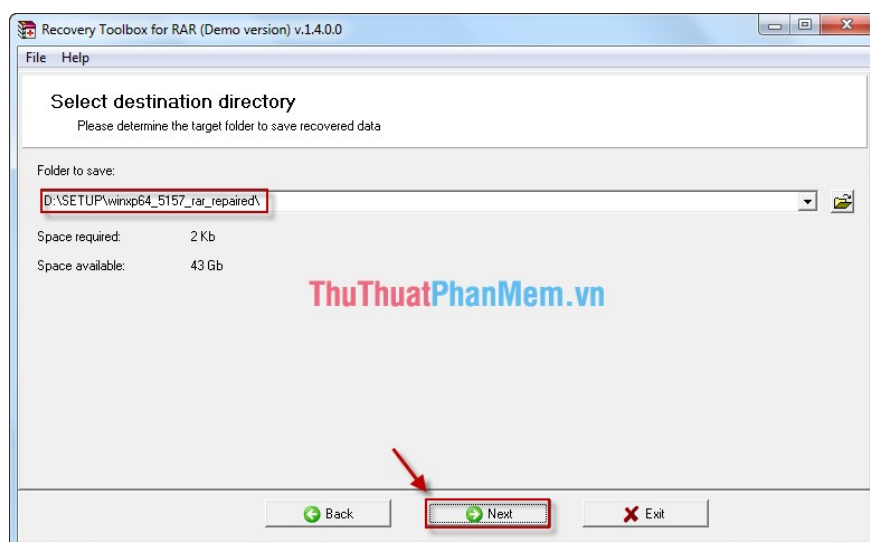 Recovery Toolbox for RAR (Demo version) v.1.4.0.0
File Help
Select destination directory
Please determine the target folder to save recovered data
Folder to save:
D:\SETUP\winxp64_5157_rar_repaired\
Space required: 2 Kb
Space available: 43 Gb
ThuThuatPhanMem.vn
Back Next Exit